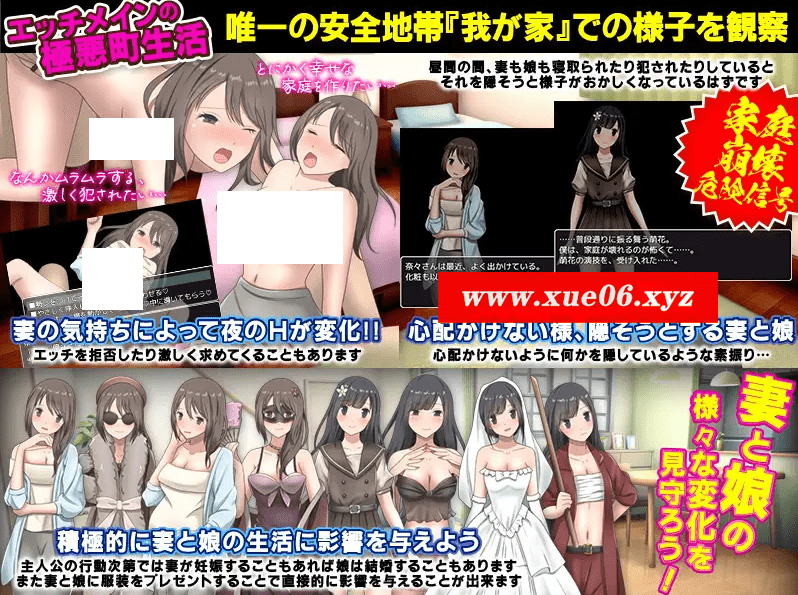 エッチメインの
極悪町生活
唯一の安全地帯『我が家』での様子を観察
とにかく幸せな
家庭を作りたい…
なんかムラムラする、
激しく犯されたい…
妻の気持ちによって夜のHが変化!!
エッチを拒否したり激しく求めてくることもあります
昼間の間、妻も娘も寝取られたり犯されたりしていると
それを隠そうと様子がおかしくなっているはずです
家庭
崩壊
危険信号
……普段通りに振る舞う萌花。
僕は、家庭が壊れるのが怖くて……。
萌花の演技を、受け入れた……。
奈々さんは最近、よく出かけている。
化粧も以
www.xue06.xyz
心配かけない様、隠そうとする妻と娘
心配かけないように何かを隠しているような素振り…
妻と娘の
様々な変化を
見守ろう!
積極的に妻と娘の生活に影響を与えよう
主人公の行動次第では妻が妊娠することもあれば娘は結婚することもあります
また妻と娘に服装をプレゼントすることで直接的に影響を与えることが出来ます